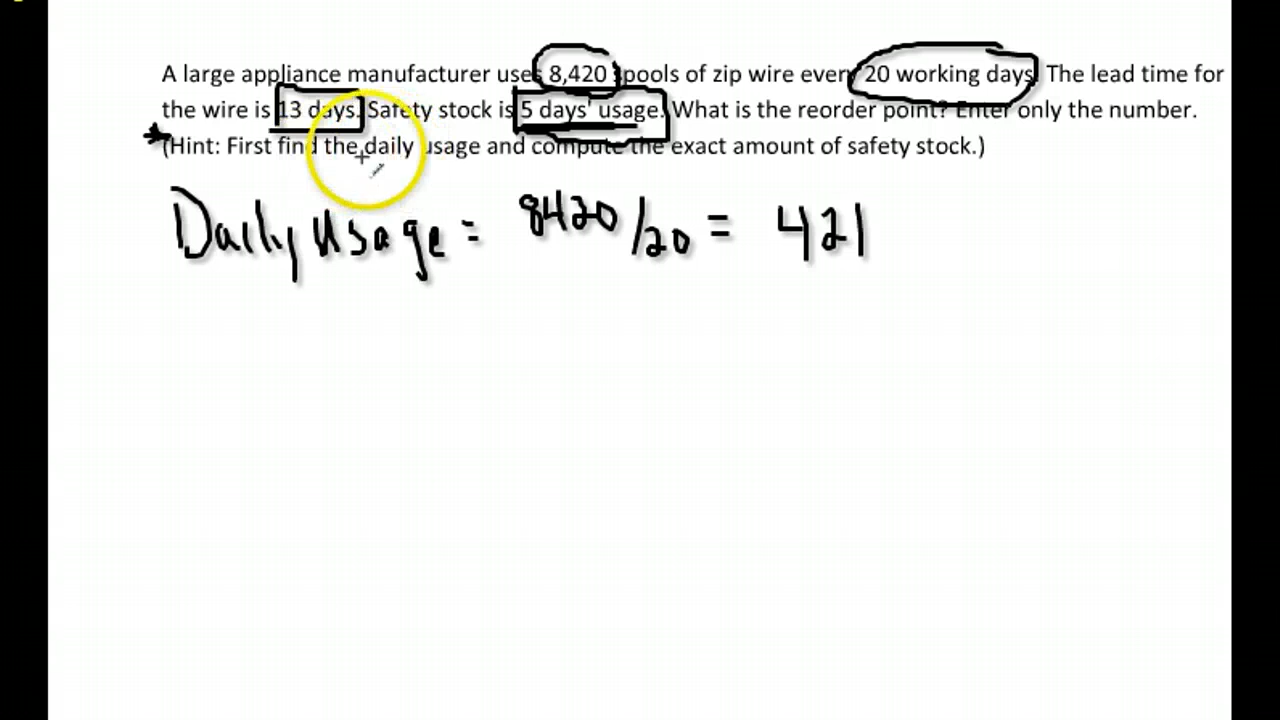 A large appliance manufacturer uses 8,420 spools of zip wire every 20 working days. The lead time for
the wire is 13 days. Safety stock is 5 days' usage. What is the reorder point? Enter only the number.
(Hint: First find the daily usage and compute the exact amount of safety stock.)
Daily Usage = 8420/20 = 421